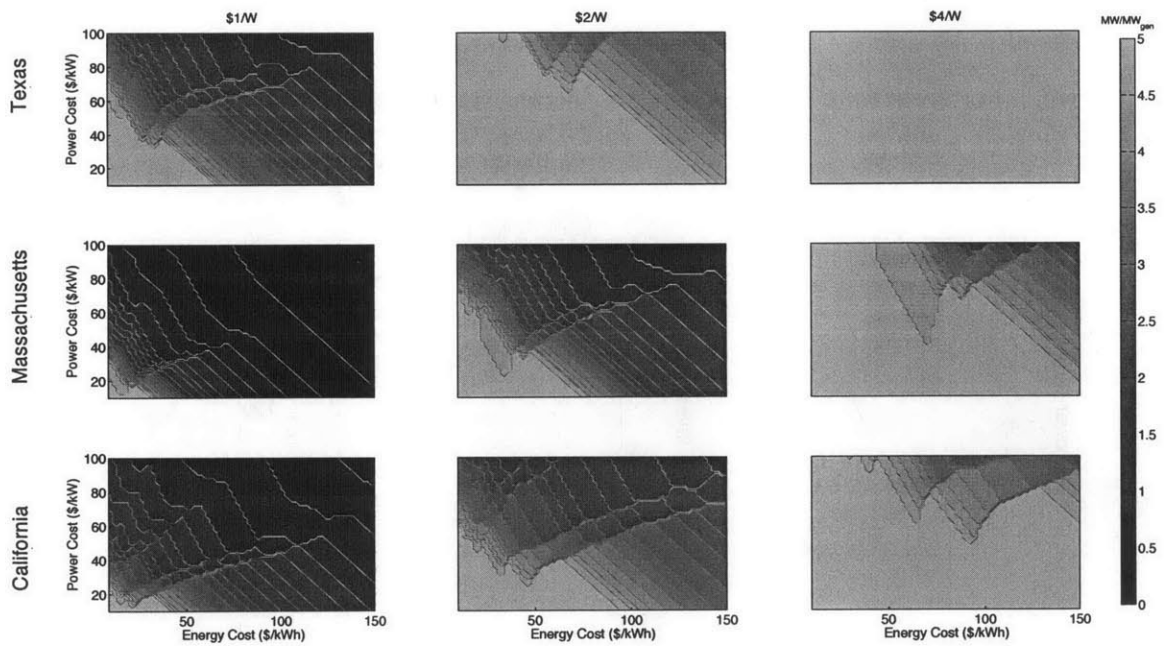 $1/W
$2/W
$4/W
MW/MWgen
Texas
Power Cost ($/kW)
100
80
60
40
20
Massachusetts
Power Cost ($/kW)
100
80
60
40
20
California
Power Cost ($/kW)
100
80
60
40
20
50
100
150
Energy Cost ($/kWh)
50
100
150
Energy Cost ($/kWh)
50
100
150
Energy Cost ($/kWh)
5
4.5
4
3.5
3
2.5
2
1.5
1
0.5
0